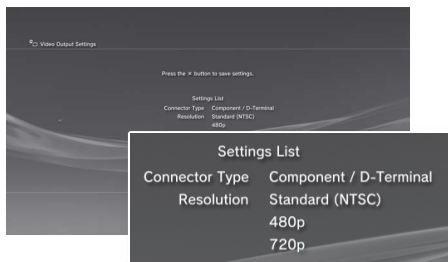 Video Output Settings
Press the ✕ button to save settings.
Settings List
Connector Type Component / D-Terminal
Resolution Standard (NTSC)
480p
Settings List
Connector Type Component / D-Terminal
Resolution Standard (NTSC)
480p
720p